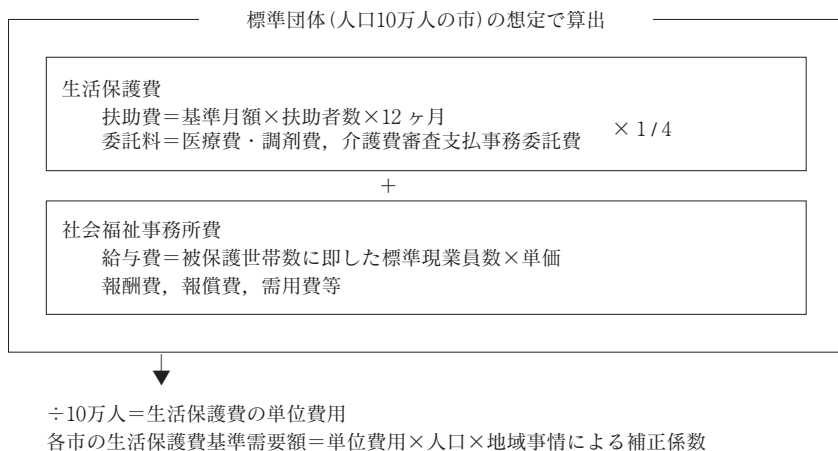 標準団体(人口10万人の市)の想定で算出
生活保護費
扶助費＝基準月額×扶助者数×12ヶ月
委託料＝医療費・調剤費，介護費審査支払事務委託費 ×1/4
＋
社会福祉事務所費
給与費＝被保護世帯数に即した標準現業員数×単価
報酬費，報償費，需用費等
÷10万人＝生活保護費の単位費用
各市の生活保護費基準需要額＝単位費用×人口×地域事情による補正係数